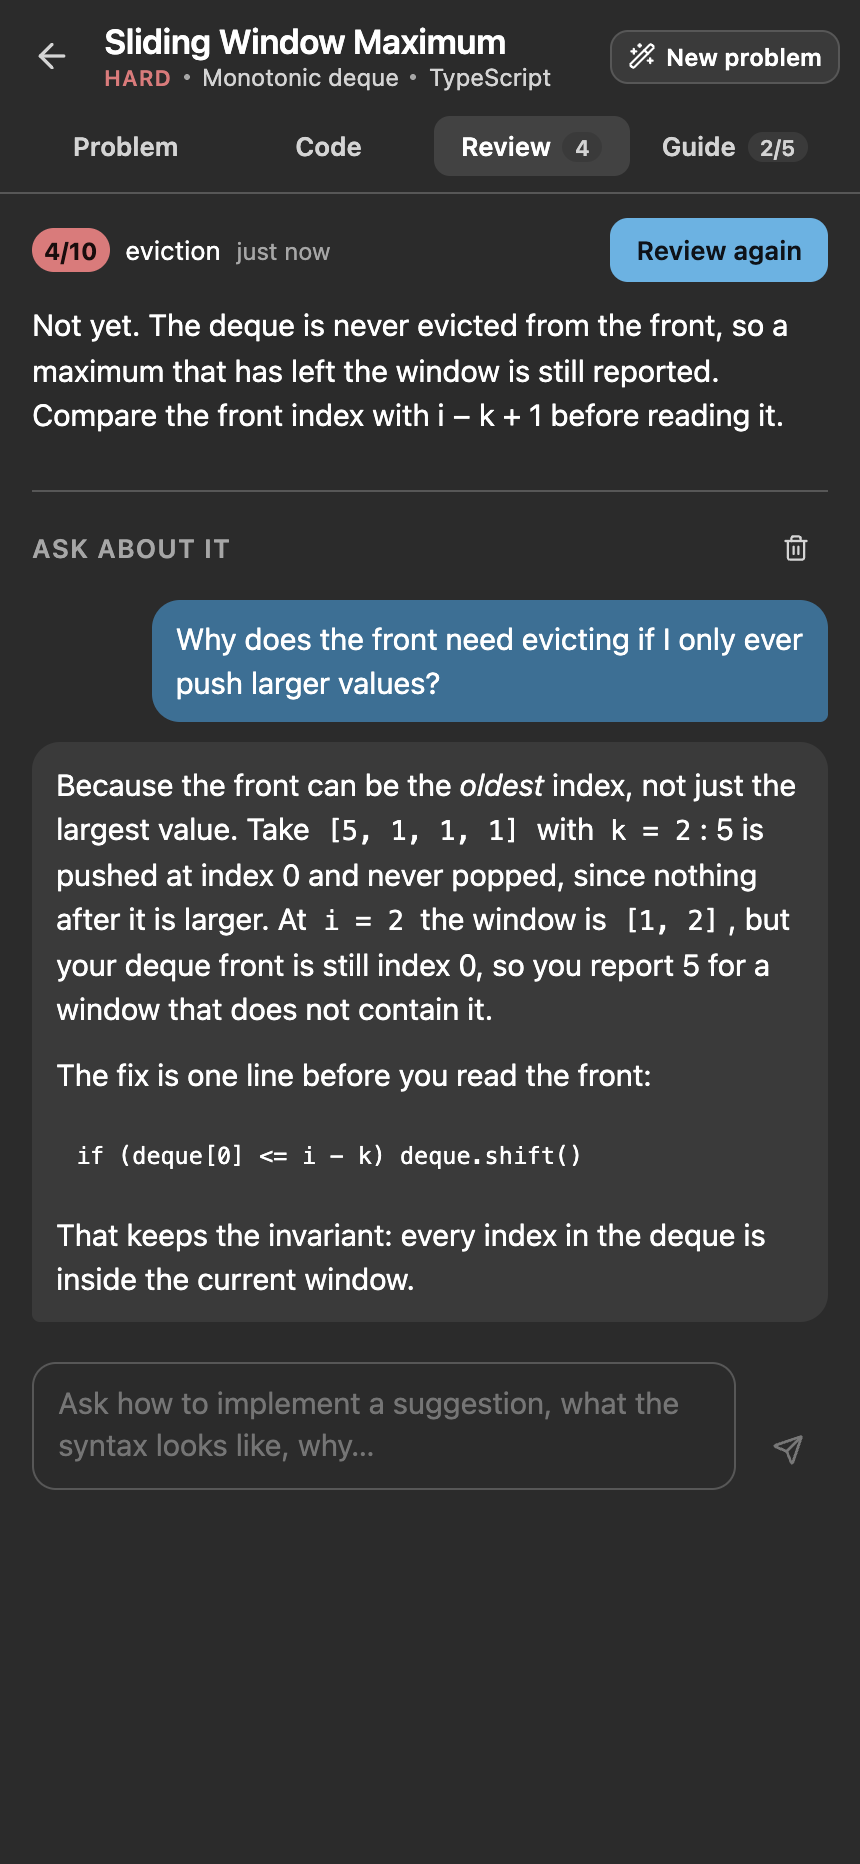 Sliding Window Maximum
HARD • Monotonic deque • TypeScript
New problem
Problem
Code
Review 4
Guide 2/5
4/10 eviction just now
Review again
Not yet. The deque is never evicted from the front, so a
maximum that has left the window is still reported.
Compare the front index with i – k + 1 before reading it.
ASK ABOUT IT
Why does the front need evicting if I only ever
push larger values?
Because the front can be the oldest index, not just the
largest value. Take [5, 1, 1, 1] with k = 2: 5 is
pushed at index 0 and never popped, since nothing
after it is larger. At i = 2 the window is [1, 2], but
your deque front is still index 0, so you report 5 for a
window that does not contain it.
The fix is one line before you read the front:
if (deque[0] <= i - k) deque.shift()
That keeps the invariant: every index in the deque is
inside the current window.
Ask how to implement a suggestion, what the
syntax looks like, why...